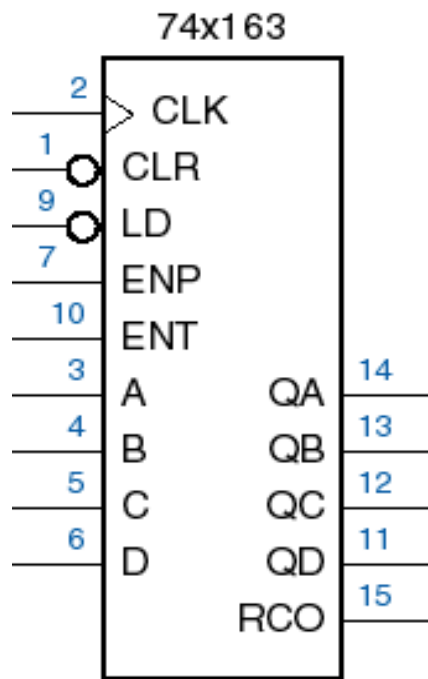 74x163
2 CLK
1 CLR
9 LD
7 ENP
10 ENT
3 A QA 14
4 B QB 13
5 C QC 12
6 D QD 11
RCO 15